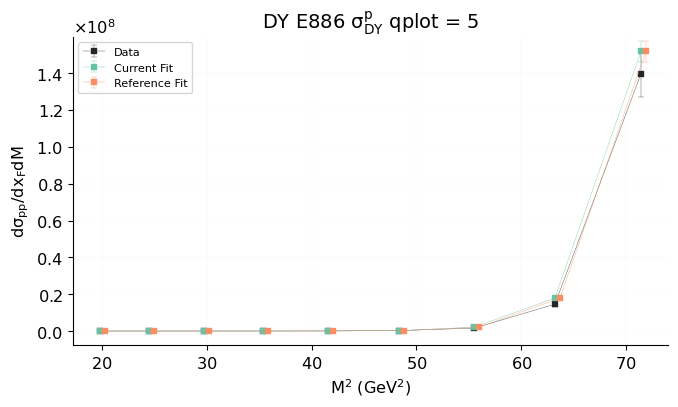 DY E886 σ^p_DY qplot = 5
×10⁸
Data
Current Fit
Reference Fit
1.4
1.2
1.0
0.8
0.6
0.4
0.2
0.0
dσ_pp/dx_FdM
20 30 40 50 60 70
M² (GeV²)